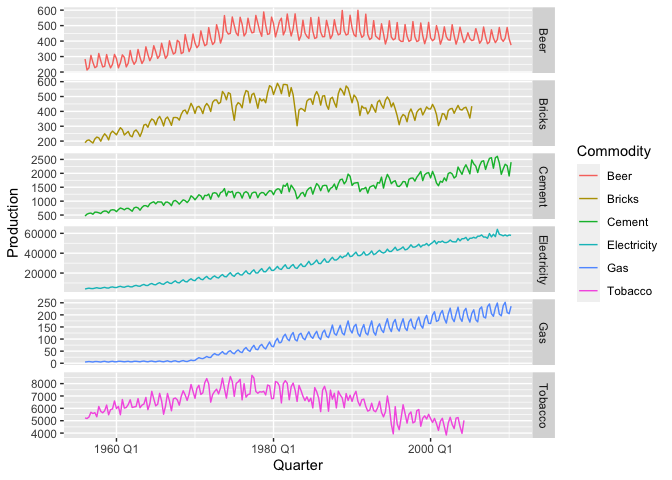 Production
600
500
400
300
200
Beer
600
500
400
300
200
Bricks
2500
2000
1500
1000
500
Cement
60000
40000
20000
Electricity
250
200
150
100
50
0
Gas
8000
7000
6000
5000
4000
Tobacco
1960 Q1
1980 Q1
2000 Q1
Quarter
Commodity
Beer
Bricks
Cement
Electricity
Gas
Tobacco